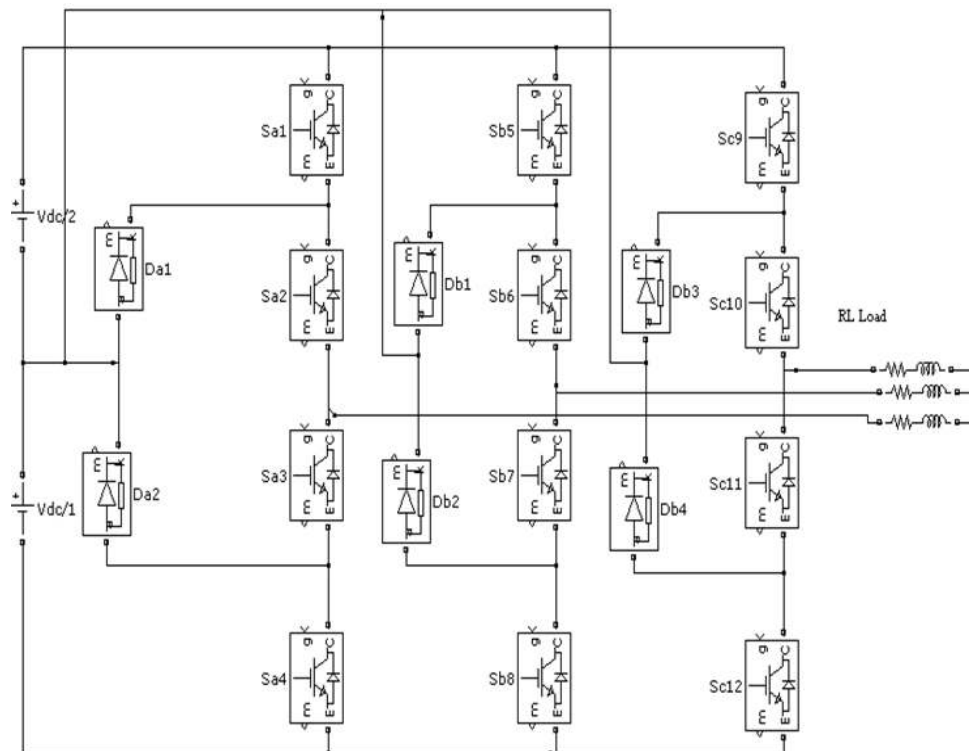 g C
Sa1
m E
g C
Sb5
m E
g C
Sc9
m E
+
Vdc/2
m
Da1
g C
Sa2
m E
m
Db1
g C
Sb6
m E
m
Db3
g C
Sc10
m E
RL Load
+
Vdc/1
m
Da2
g C
Sa3
m E
m
Db2
g C
Sb7
m E
m
Db4
g C
Sc11
m E
g C
Sa4
m E
g C
Sb8
m E
g C
Sc12
m E